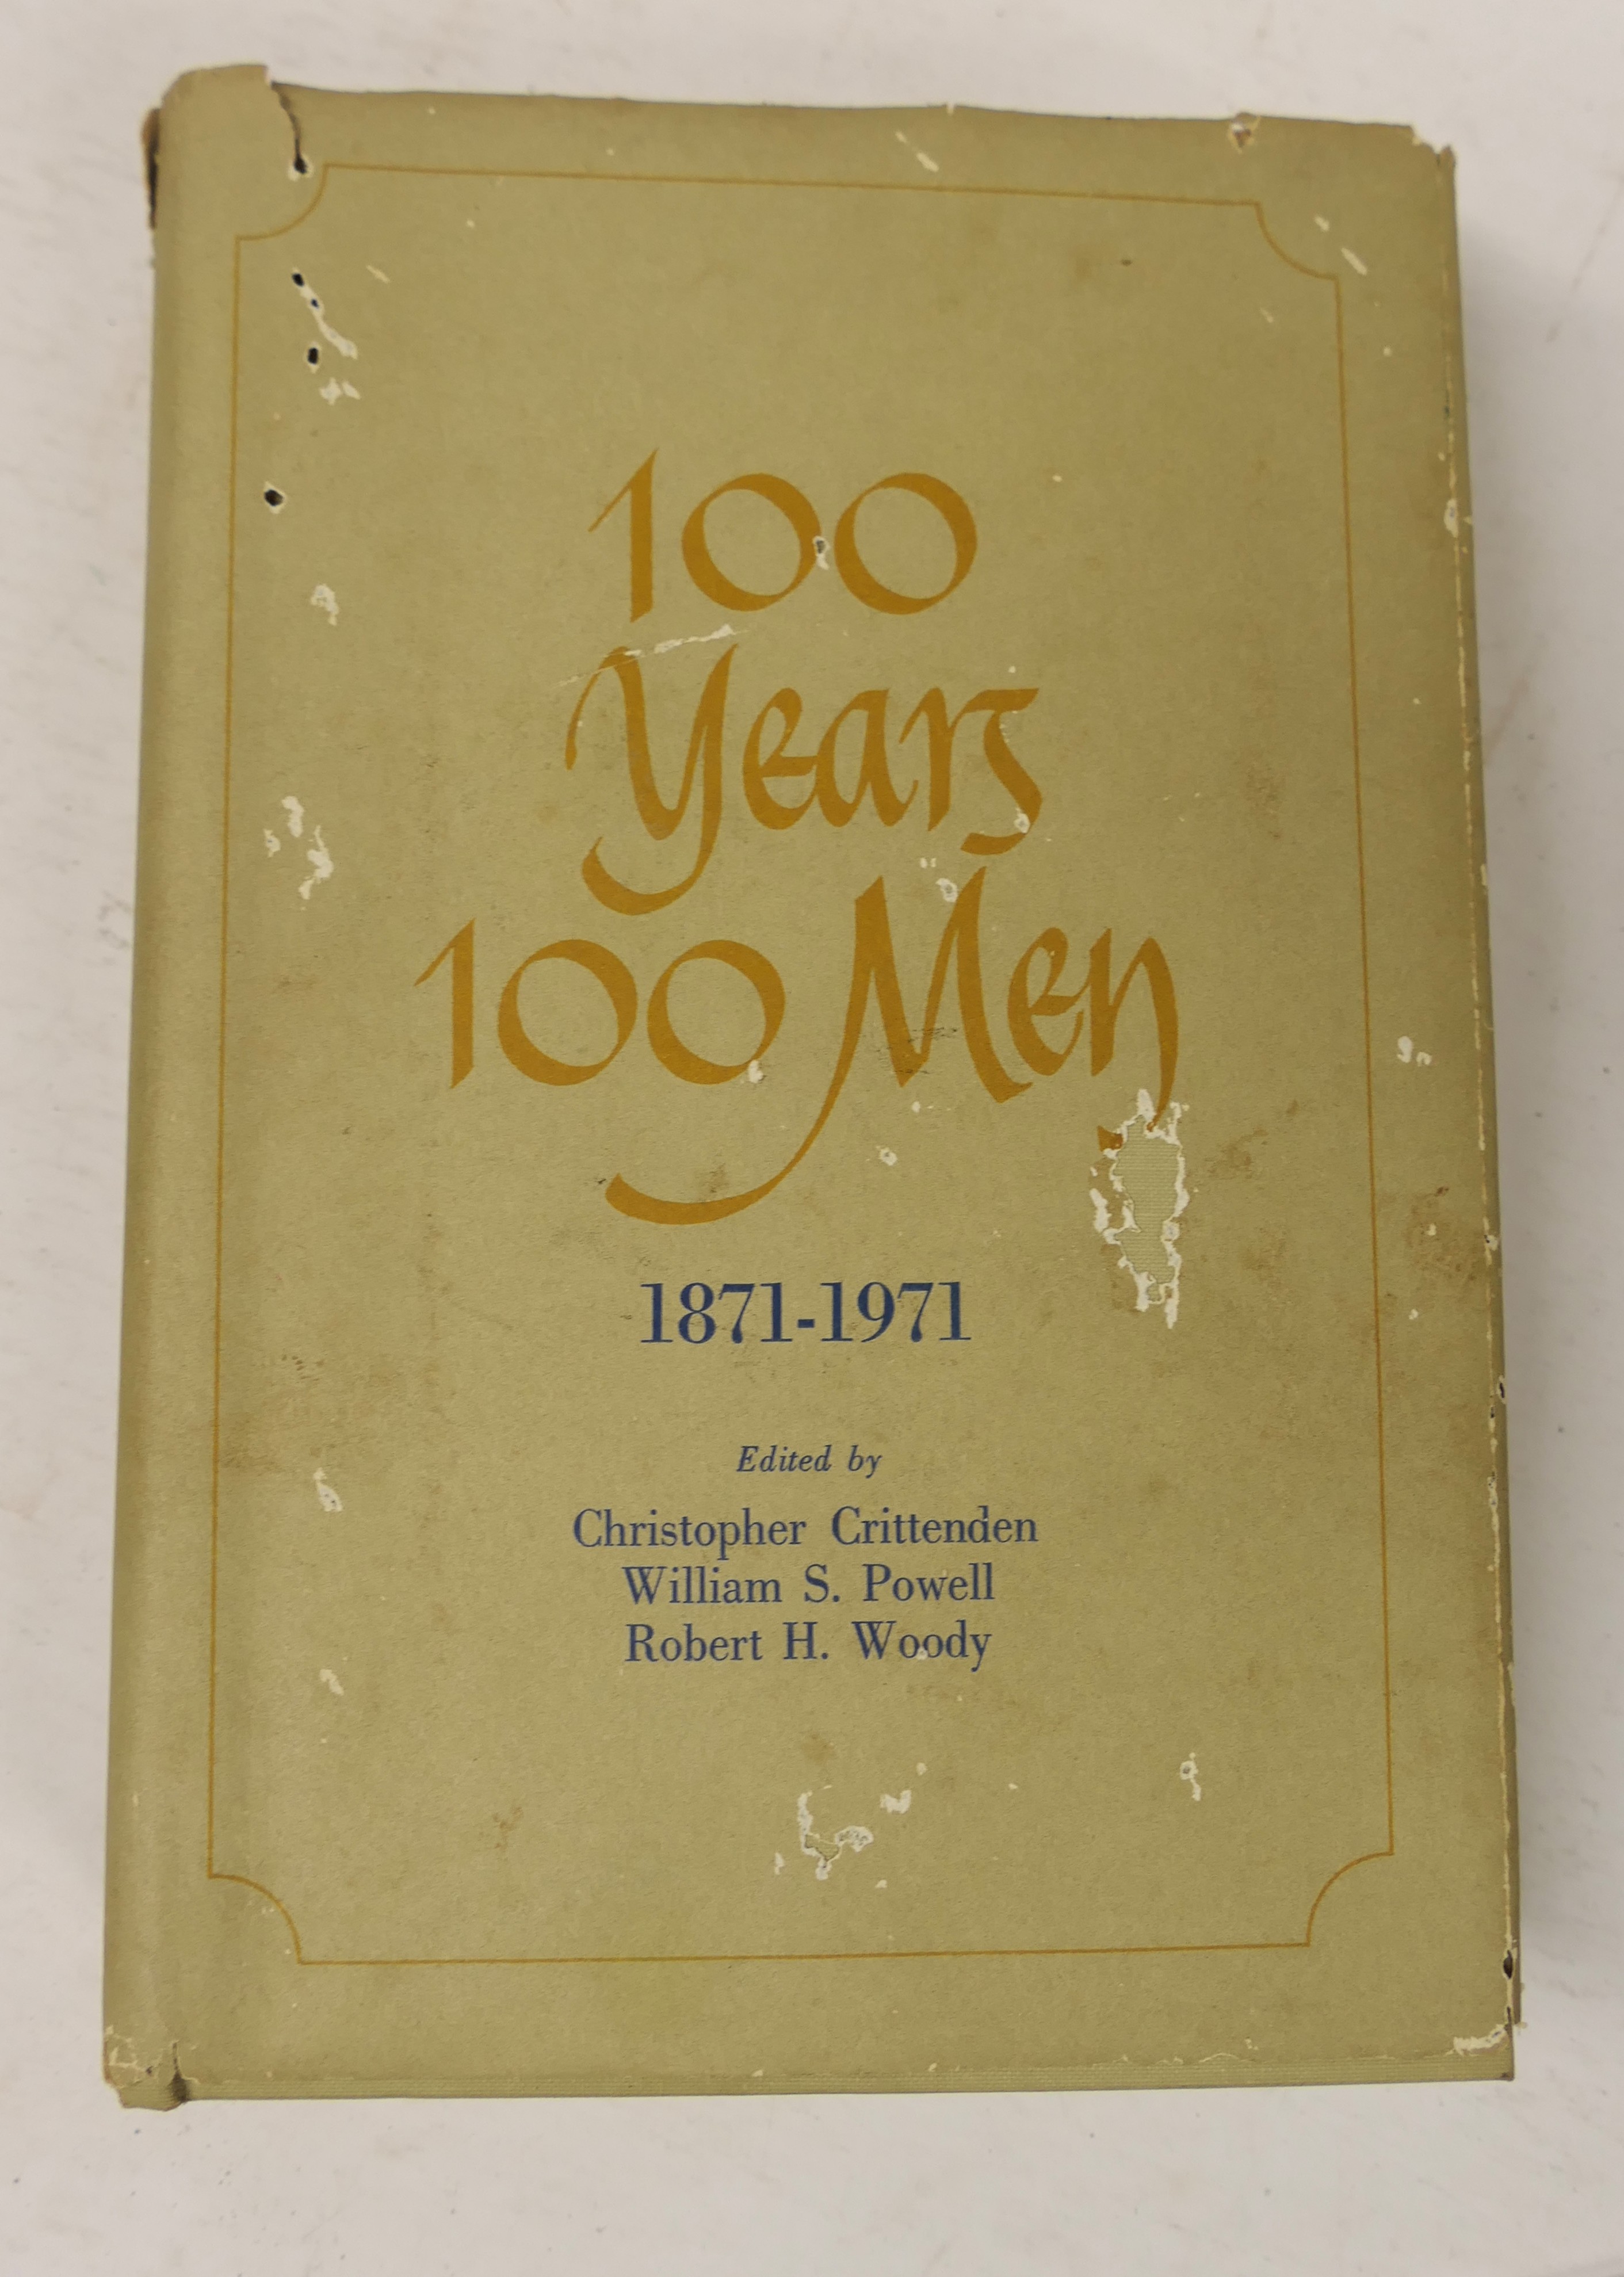 100
Years
100 Men
1871-1971
Edited by
Christopher Crittenden
William S. Powell
Robert H. Woody